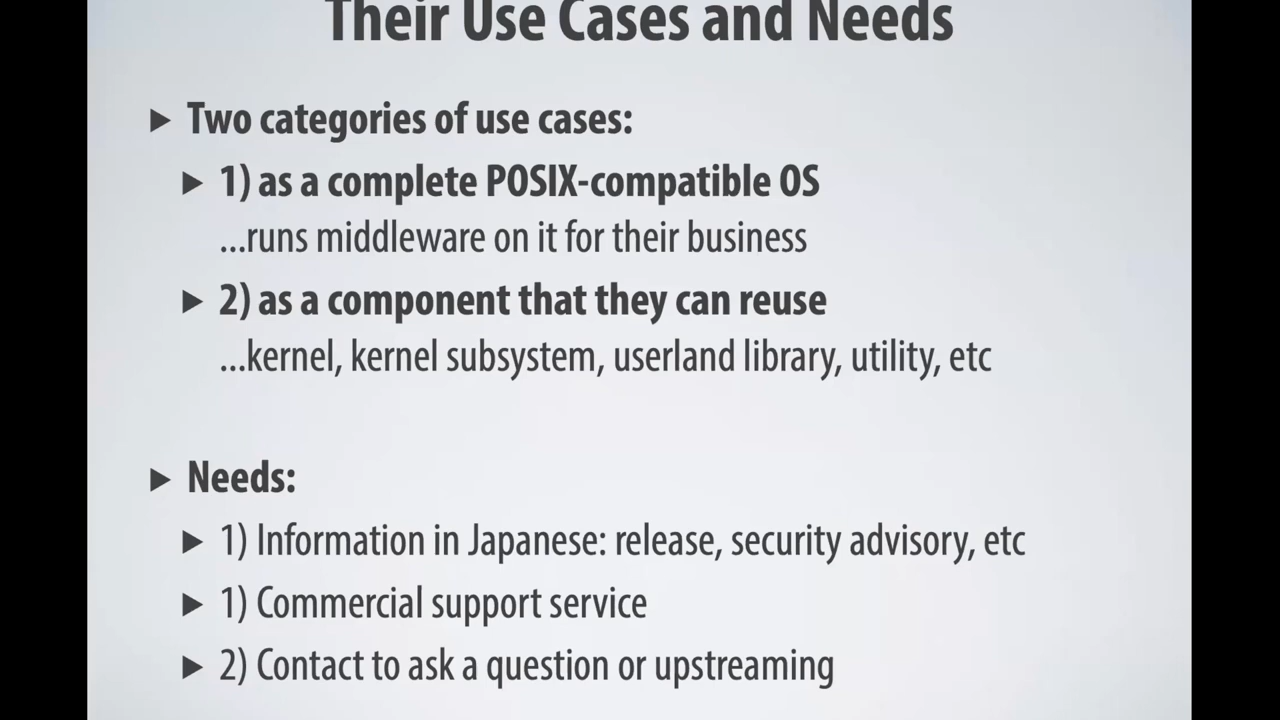 Their Use Cases and Needs
▶ Two categories of use cases:
▶ 1) as a complete POSIX-compatible OS
...runs middleware on it for their business
▶ 2) as a component that they can reuse
...kernel, kernel subsystem, userland library, utility, etc
▶ Needs:
▶ 1) Information in Japanese: release, security advisory, etc
▶ 1) Commercial support service
▶ 2) Contact to ask a question or upstreaming